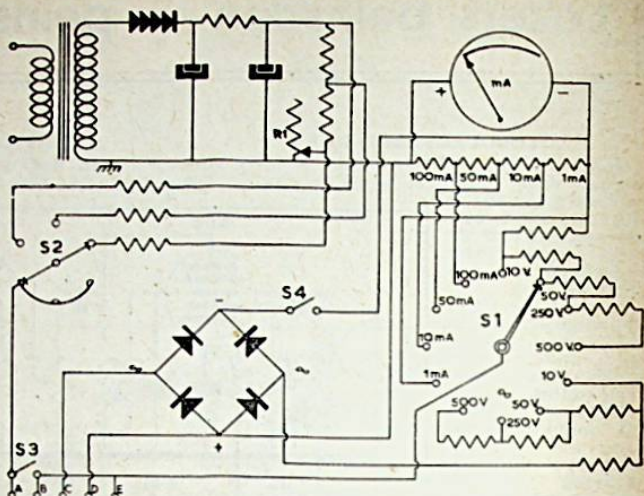 + mA −
R1
100mA 50mA 10mA 1mA
S2
100mA 10V.
50V.
S4
50mA
S1
250V
−
10mA
500V.
~
~
1mA
~
10V.
500V
50V.
250V
+
S3
A B C D E